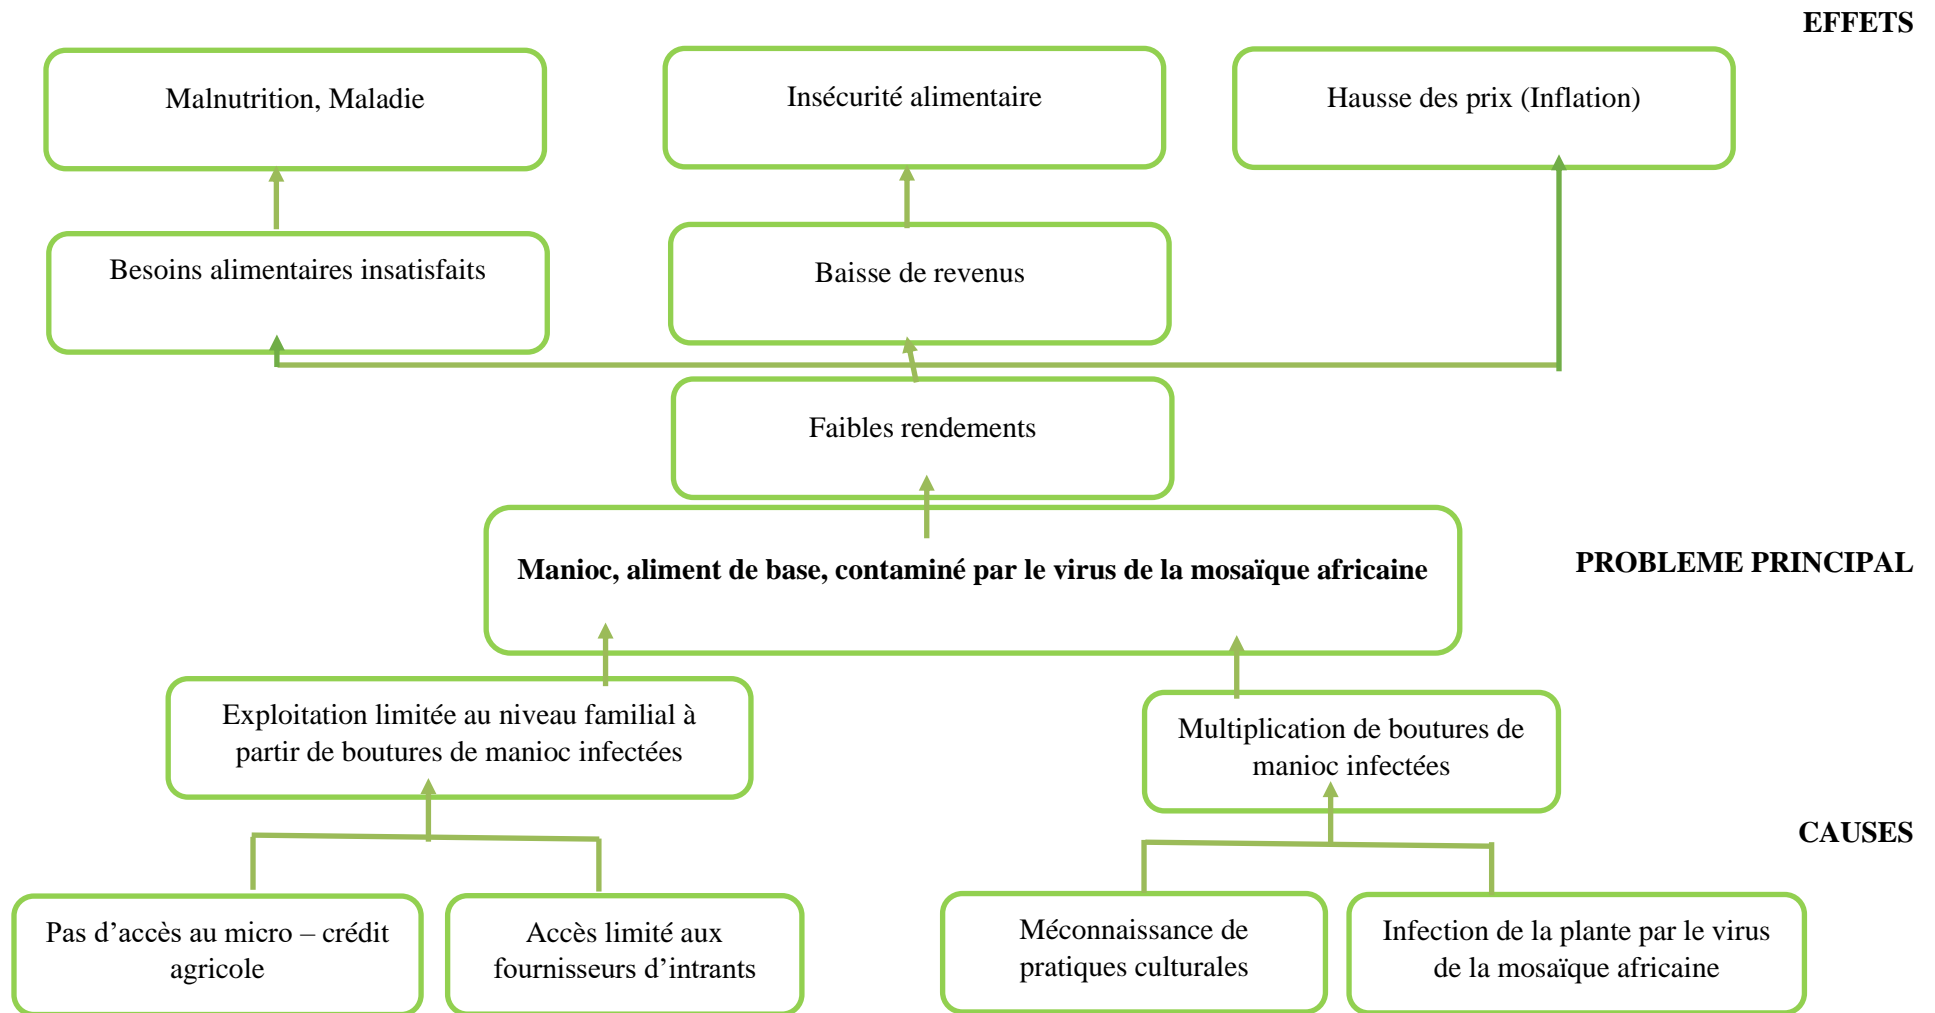 EFFETS
Malnutrition, Maladie
Insécurité alimentaire
Hausse des prix (Inflation)
Besoins alimentaires insatisfaits
Baisse de revenus
Faibles rendements
Manioc, aliment de base, contaminé par le virus de la mosaïque africaine
PROBLEME PRINCIPAL
Exploitation limitée au niveau familial à
partir de boutures de manioc infectées
Multiplication de boutures de
manioc infectées
CAUSES
Pas d’accès au micro – crédit
agricole
Accès limité aux
fournisseurs d’intrants
Méconnaissance de
pratiques culturales
Infection de la plante par le virus
de la mosaïque africaine